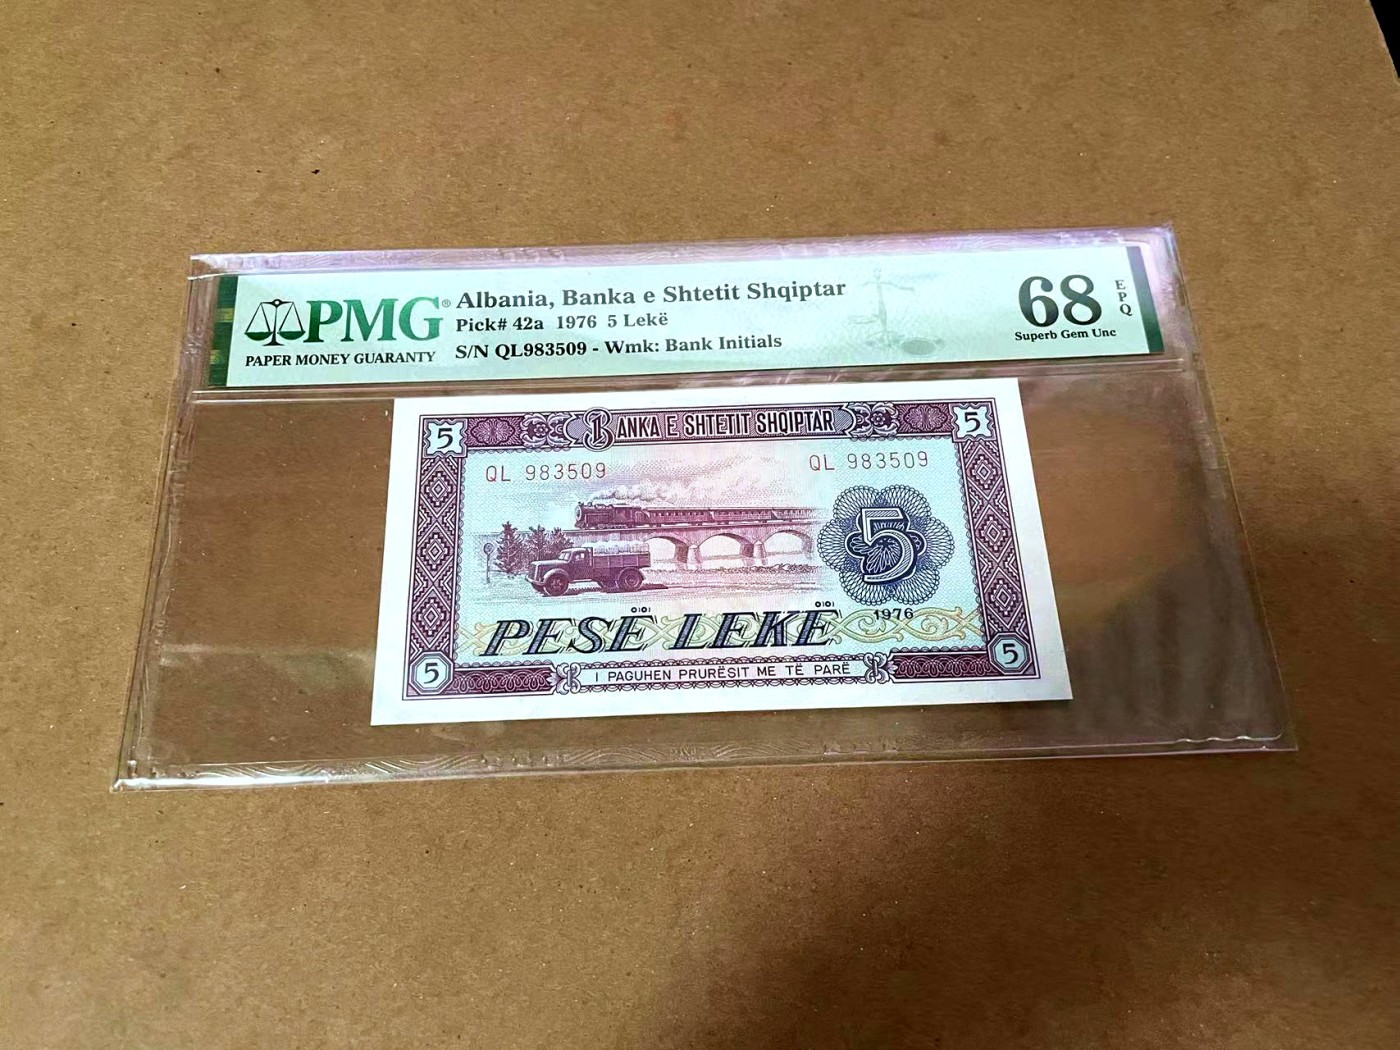 PMG®
PAPER MONEY GUARANTY
Albania, Banka e Shtetit Shqiptar
Pick# 42a 1976 5 Lekë
S/N QL983509 - Wmk: Bank Initials
68
EPQ
Superb Gem Unc
5
BANKA E SHTETIT SHQIPTAR
5
QL 983509
QL 983509
5
1976
PESË LEKË
5
I PAGUHEN PRURËSIT ME TË PARË
5